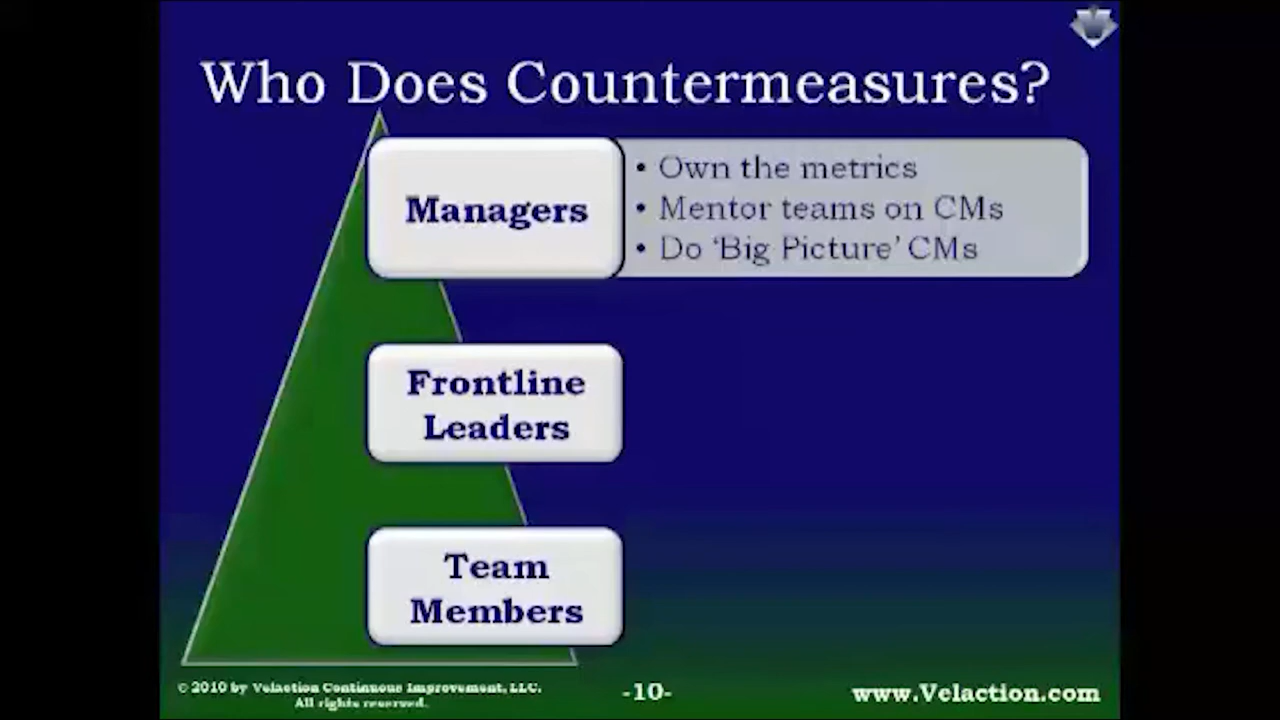 Who Does Countermeasures?
Managers
• Own the metrics
• Mentor teams on CMs
• Do ‘Big Picture’ CMs
Frontline
Leaders
Team
Members
© 2010 by Velaction Continuous Improvement, LLC.
All rights reserved.
-10-
www.Velaction.com